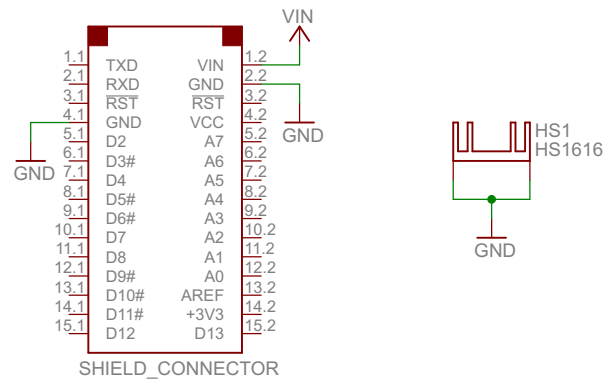 VIN
1.1 TXD VIN 1.2
2.1 RXD GND 2.2
3.1 RST RST 3.2
4.1 GND VCC 4.2
5.1 D2 A7 5.2
GND
HS1
6.1 D3# A6 6.2
HS1616
GND
7.1 D4 A5 7.2
8.1 D5# A4 8.2
9.1 D6# A3 9.2
10.1 D7 A2 10.2
11.1 D8 A1 11.2
GND
12.1 D9# A0 12.2
13.1 D10# AREF 13.2
14.1 D11# +3V3 14.2
15.1 D12 D13 15.2
SHIELD_CONNECTOR